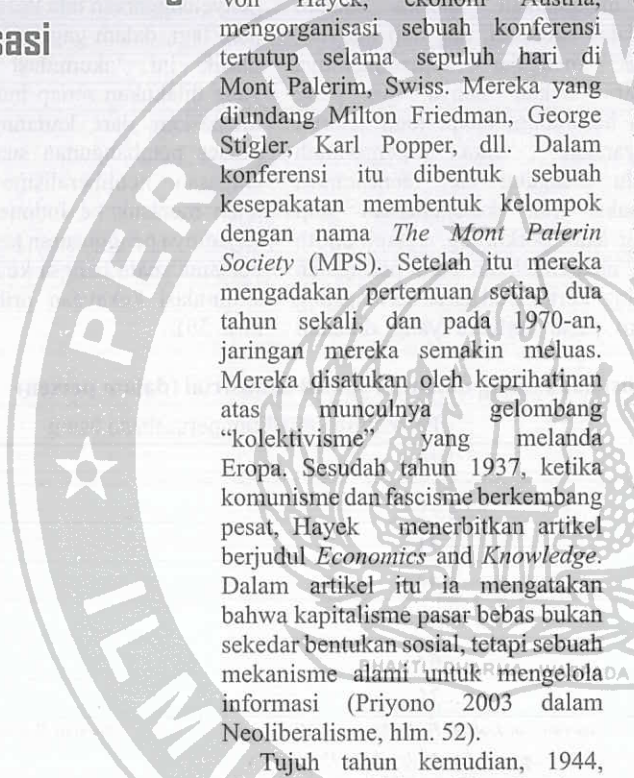 sasi
Von Hayek, ekonom Austria,
mengorganisasi sebuah konferensi
tertutup selama sepuluh hari di
Mont Palerim, Swiss. Mereka yang
diundang Milton Friedman, George
Stigler, Karl Popper, dll. Dalam
konferensi itu dibentuk sebuah
kesepakatan membentuk kelompok
dengan nama The Mont Palerin
Society (MPS). Setelah itu mereka
mengadakan pertemuan setiap dua
tahun sekali, dan pada 1970-an,
jaringan mereka semakin meluas.
Mereka disatukan oleh keprihatinan
atas munculnya gelombang
“kolektivisme” yang melanda
Eropa. Sesudah tahun 1937, ketika
komunisme dan fascisme berkembang
pesat, Hayek menerbitkan artikel
berjudul Economics and Knowledge.
Dalam artikel itu ia mengatakan
bahwa kapitalisme pasar bebas bukan
sekedar bentukan sosial, tetapi sebuah
mekanisme alami untuk mengelola
informasi (Priyono 2003 dalam
Neoliberalisme, hlm. 52).
Tujuh tahun kemudian, 1944,
PERGURUAN
ILMU
BHAKTI DHARMA WASPADA